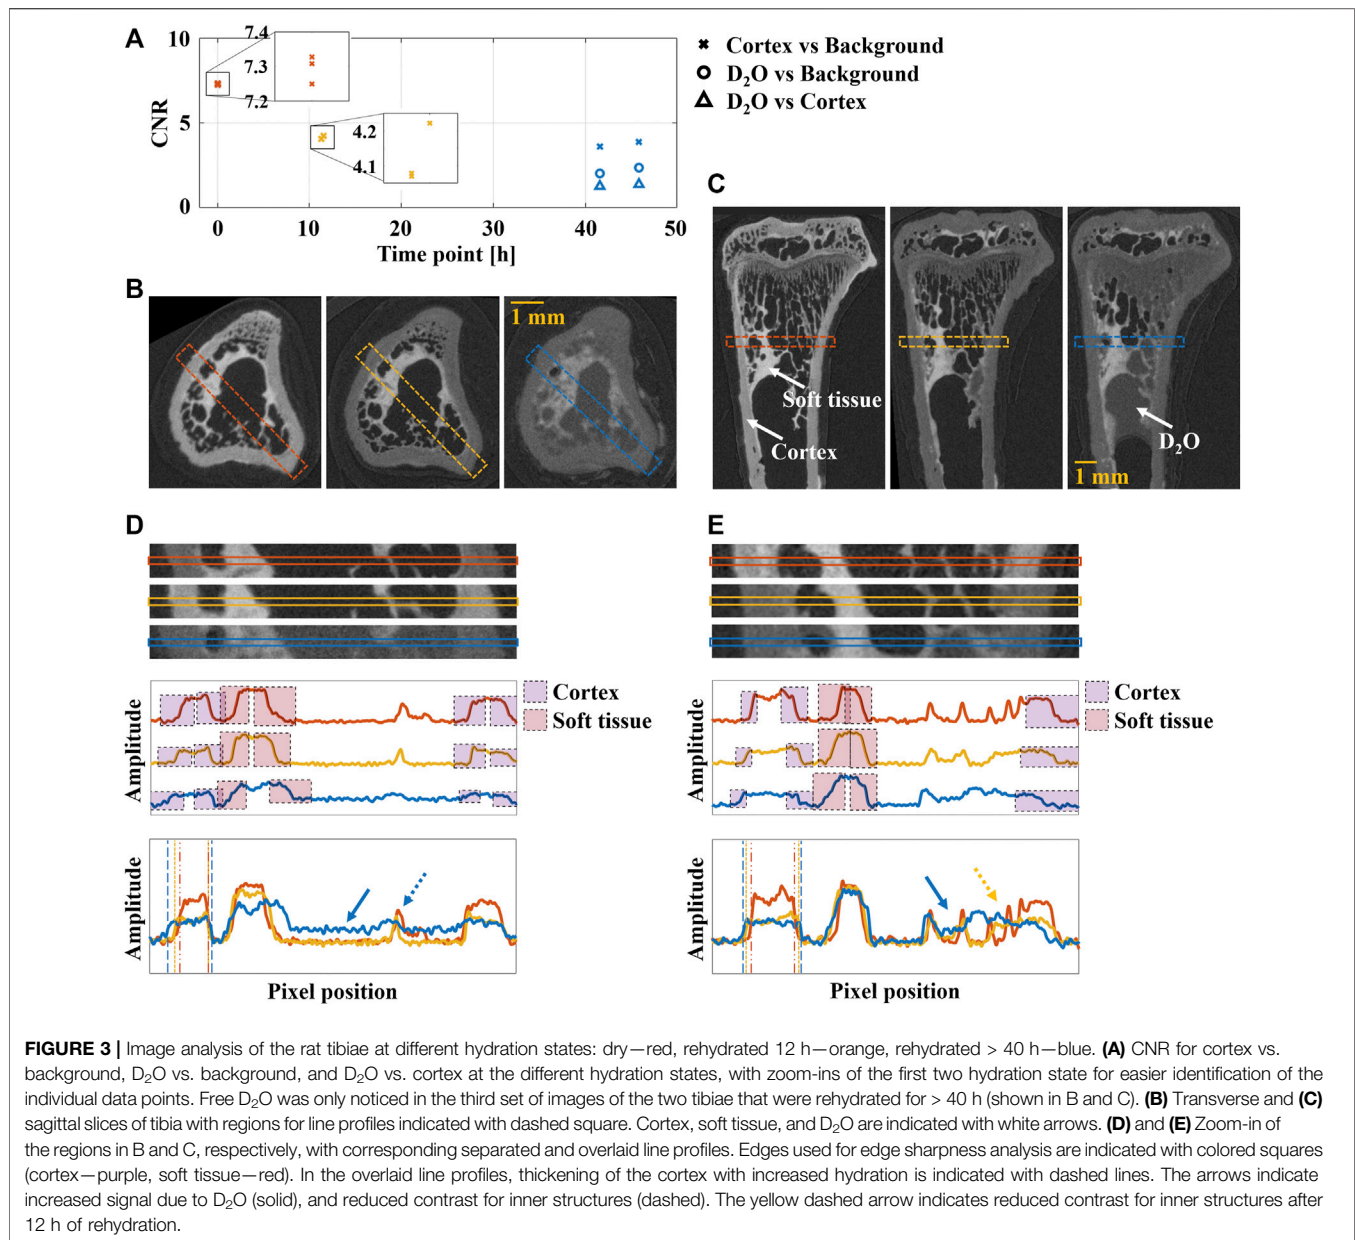 A
10
5
0
CNR
7.4
7.3
7.2
4.2
4.1
0
10
20
30
40
50
Time point [h]
Cortex vs Background
D₂O vs Background
D₂O vs Cortex
B
1 mm
C
Soft tissue
Cortex
D₂O
1 mm
D
Cortex
Soft tissue
Amplitude
Amplitude
Pixel position
E
Cortex
Soft tissue
Amplitude
Amplitude
Pixel position
FIGURE 3 | Image analysis of the rat tibiae at different hydration states: dry—red, rehydrated 12 h—orange, rehydrated > 40 h—blue. (A) CNR for cortex vs.
background, D₂O vs. background, and D₂O vs. cortex at the different hydration states, with zoom-ins of the first two hydration state for easier identification of the
individual data points. Free D₂O was only noticed in the third set of images of the two tibiae that were rehydrated for > 40 h (shown in B and C). (B) Transverse and (C)
sagittal slices of tibia with regions for line profiles indicated with dashed square. Cortex, soft tissue, and D₂O are indicated with white arrows. (D) and (E) Zoom-in of
the regions in B and C, respectively, with corresponding separated and overlaid line profiles. Edges used for edge sharpness analysis are indicated with colored squares
(cortex—purple, soft tissue—red). In the overlaid line profiles, thickening of the cortex with increased hydration is indicated with dashed lines. The arrows indicate
increased signal due to D₂O (solid), and reduced contrast for inner structures (dashed). The yellow dashed arrow indicates reduced contrast for inner structures after
12 h of rehydration.